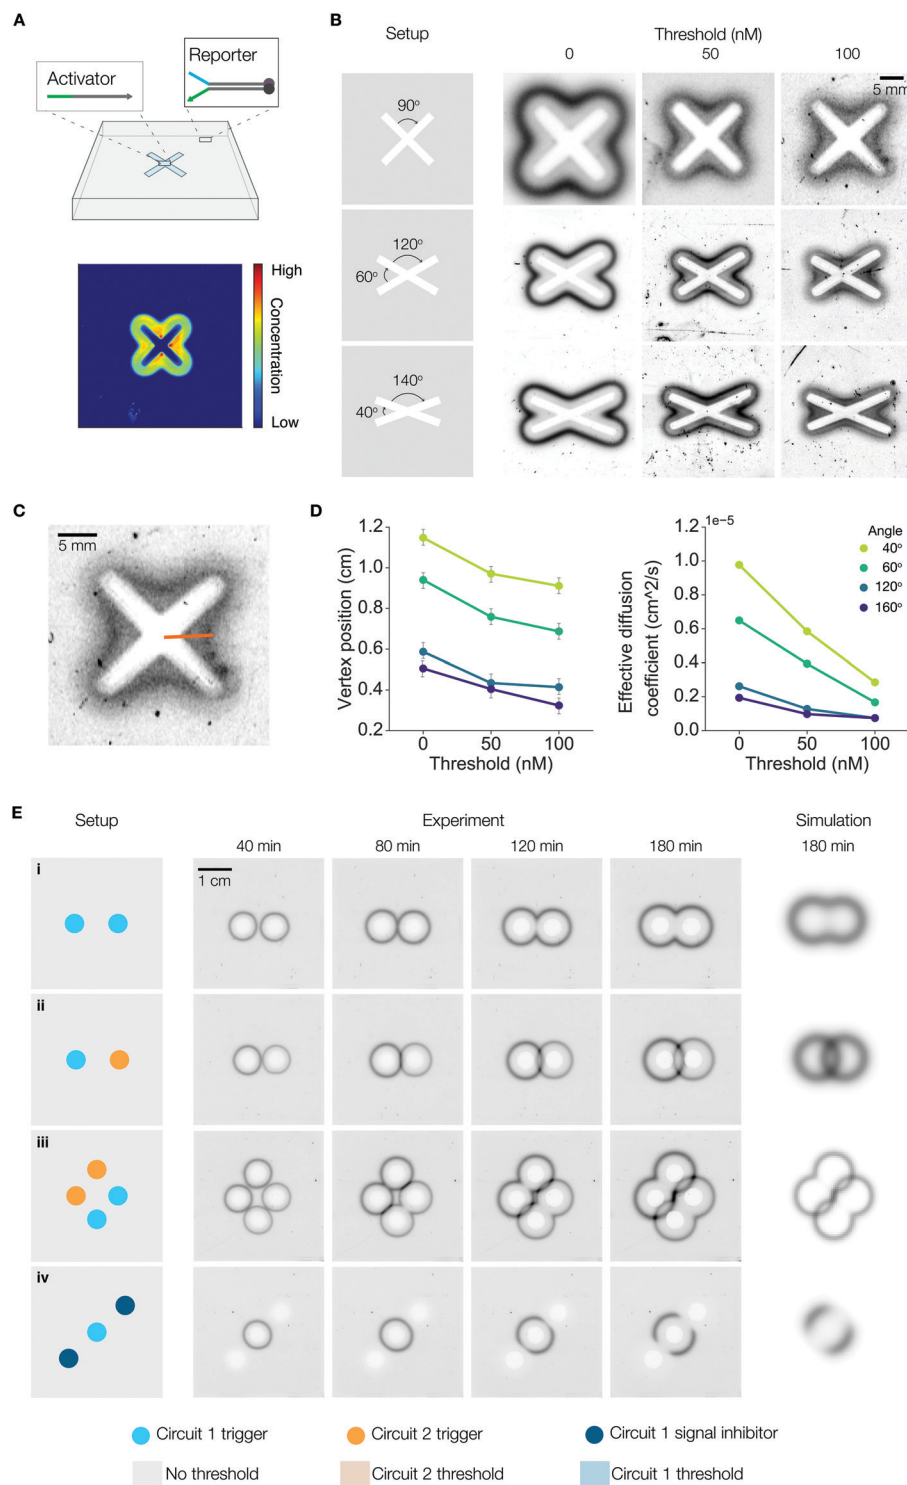 A
Activator
Reporter
High
Concentration
Low
B
Setup
Threshold (nM)
0
50
100
5 mm
90°
120°
60°
140°
40°
C
5 mm
D
Vertex position (cm)
1.2
1.0
0.8
0.6
0.4
0.2
0
50
100
Threshold (nM)
Effective diffusion
coefficient (cm^2/s)
1e-5
1.2
1.0
0.8
0.6
0.4
0.2
0.0
0
50
100
Threshold (nM)
Angle
40°
60°
120°
160°
E
Setup
Experiment
Simulation
40 min
80 min
120 min
180 min
180 min
1 cm
i
ii
iii
iv
Circuit 1 trigger
Circuit 2 trigger
Circuit 1 signal inhibitor
No threshold
Circuit 2 threshold
Circuit 1 threshold